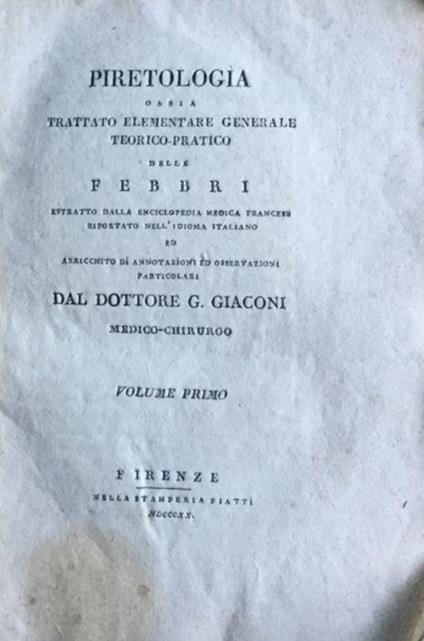 PIRETOLOGIA
OSSIA
TRATTATO ELEMENTARE GENERALE
TEORICO-PRATICO
DELLE
FEBBRI
ESTRATTO DALLA ENCICLOPEDIA MEDICA FRANCESE
RIPORTATO NELL' IDIOMA ITALIANO
ED
ARRICCHITO DI ANNOTAZIONI ED OSSERVAZIONI
PARTICOLARI
DAL DOTTORE G. GIACONI
MEDICO-CHIRURGO
VOLUME PRIMO
FIRENZE
NELLA STAMPERIA PIATTI
MDCCCXX.